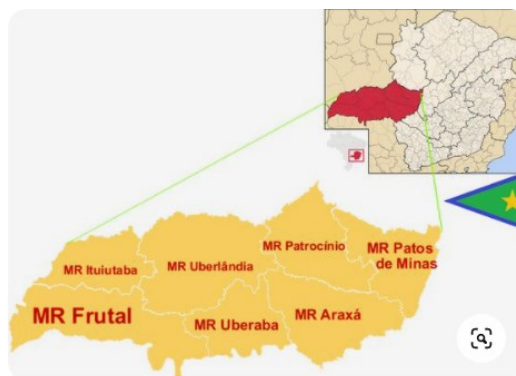 MR Ituiutaba
MR Uberlândia
MR Patrocínio
MR Patos
de Minas
MR Frutal
MR Uberaba
MR Araxá